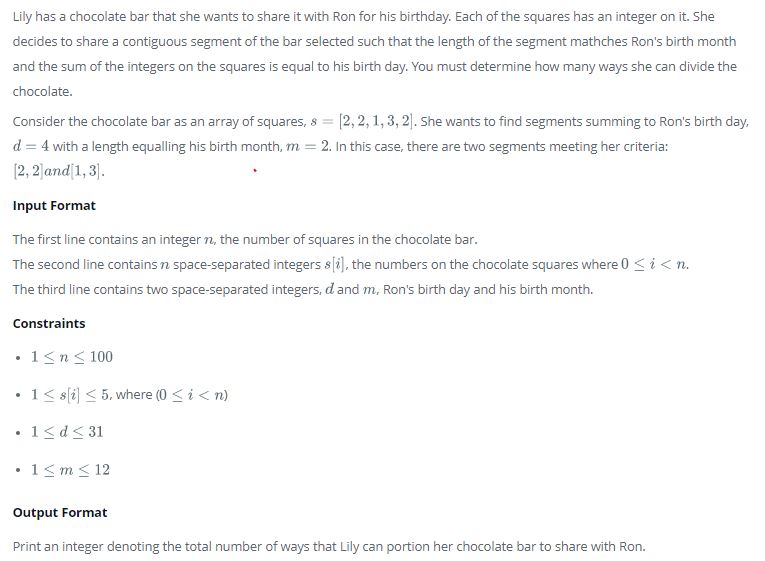 Lily has a chocolate bar that she wants to share it with Ron for his birthday. Each of the squares has an integer on it. She
decides to share a contiguous segment of the bar selected such that the length of the segment mathches Ron's birth month
and the sum of the integers on the squares is equal to his birth day. You must determine how many ways she can divide the
chocolate.
Consider the chocolate bar as an array of squares, s = [2, 2, 1, 3, 2]. She wants to find segments summing to Ron's birth day,
d = 4 with a length equalling his birth month, m = 2. In this case, there are two segments meeting her criteria:
[2, 2]and[1, 3].
Input Format
The first line contains an integer n, the number of squares in the chocolate bar.
The second line contains n space-separated integers s[i], the numbers on the chocolate squares where 0 ≤ i < n.
The third line contains two space-separated integers, d and m, Ron's birth day and his birth month.
Constraints
• 1 ≤ n ≤ 100
• 1 ≤ s[i] ≤ 5, where (0 ≤ i < n)
• 1 ≤ d ≤ 31
• 1 ≤ m ≤ 12
Output Format
Print an integer denoting the total number of ways that Lily can portion her chocolate bar to share with Ron.